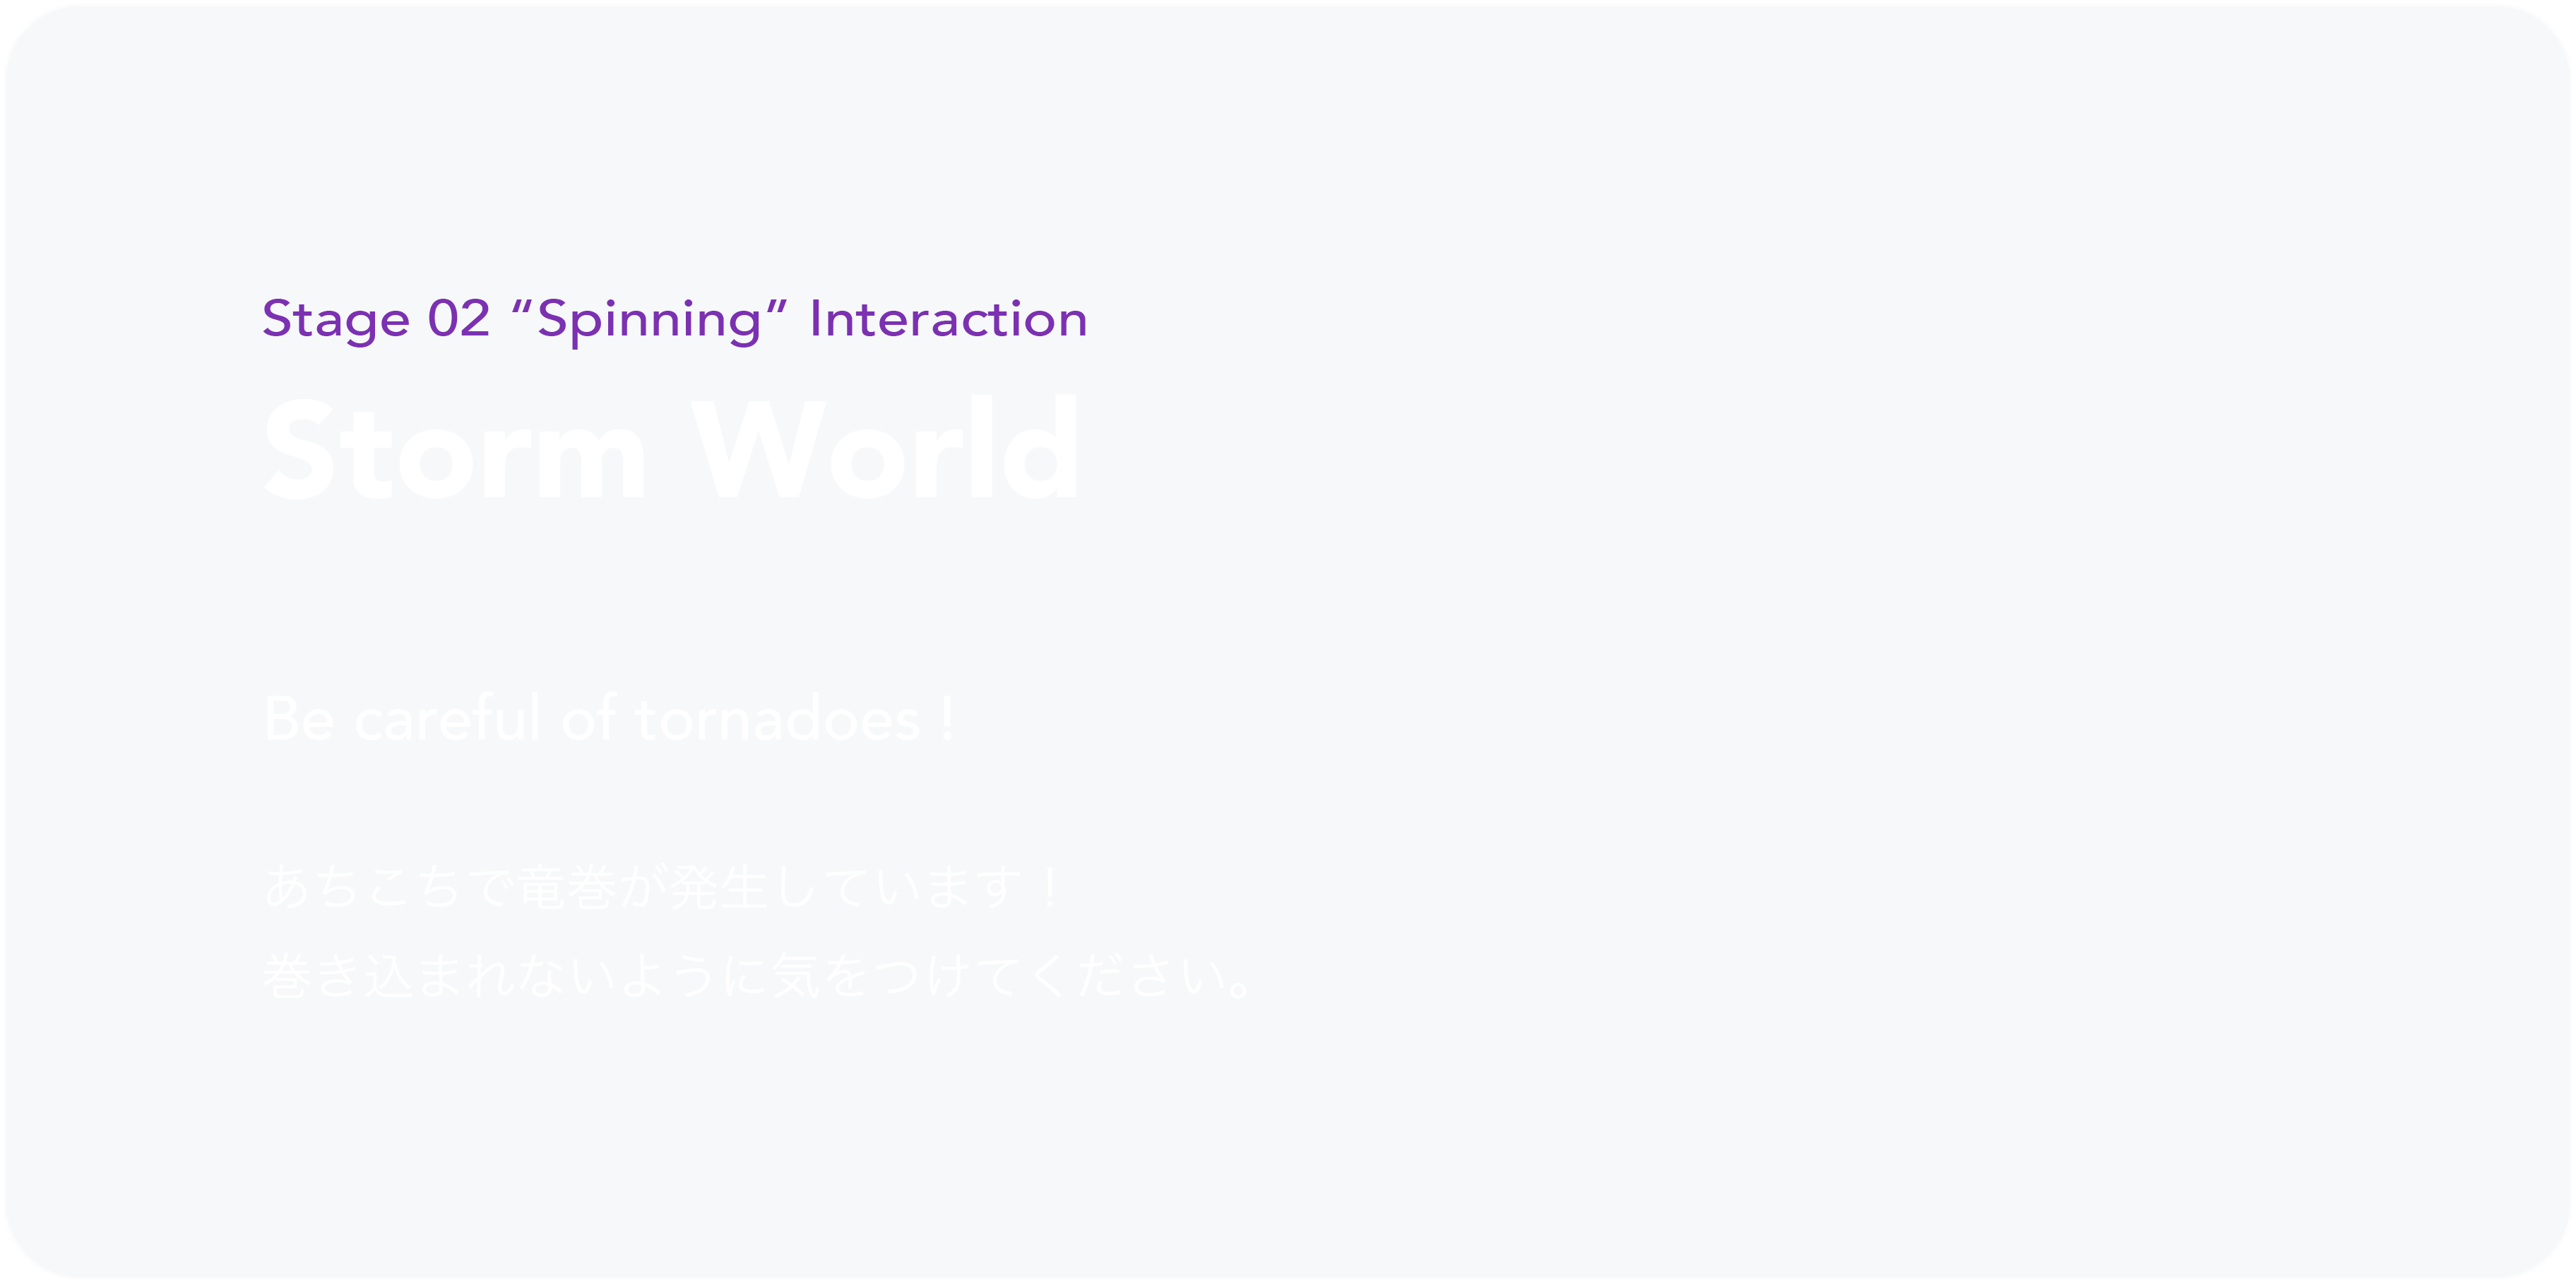 Stage 02 “Spinning” Interaction
Storm World
Be careful of tornadoes !
あちこちで竜巻が発生しています！
巻き込まれないように気をつけてください。